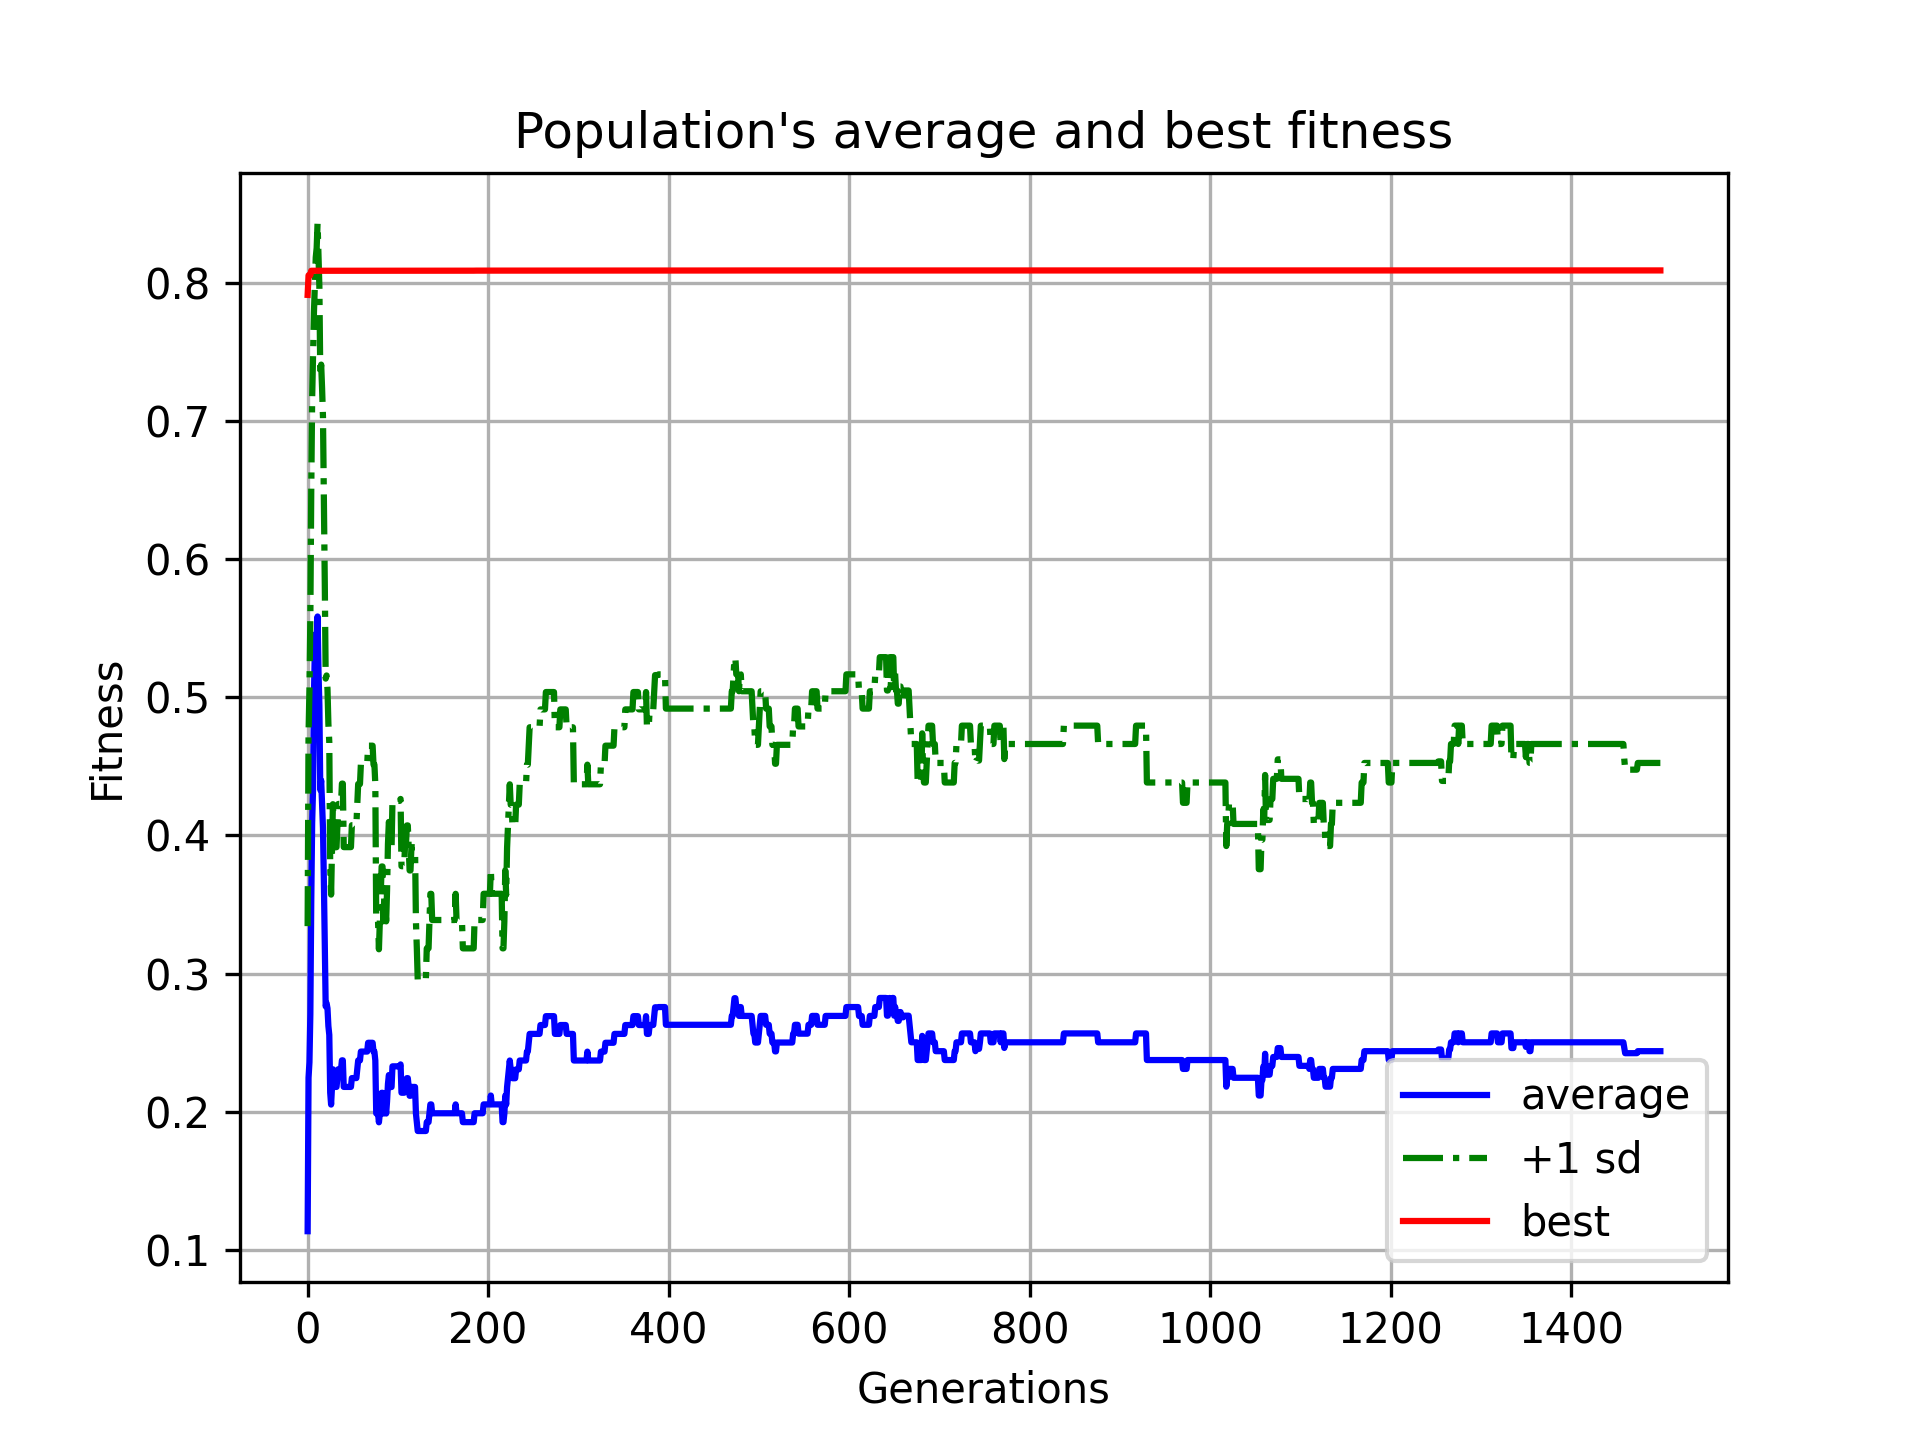 Population's average and best fitness
Fitness
0.8
0.7
0.6
0.5
0.4
0.3
0.2
0.1
average
+1 sd
best
0 200 400 600 800 1000 1200 1400
Generations